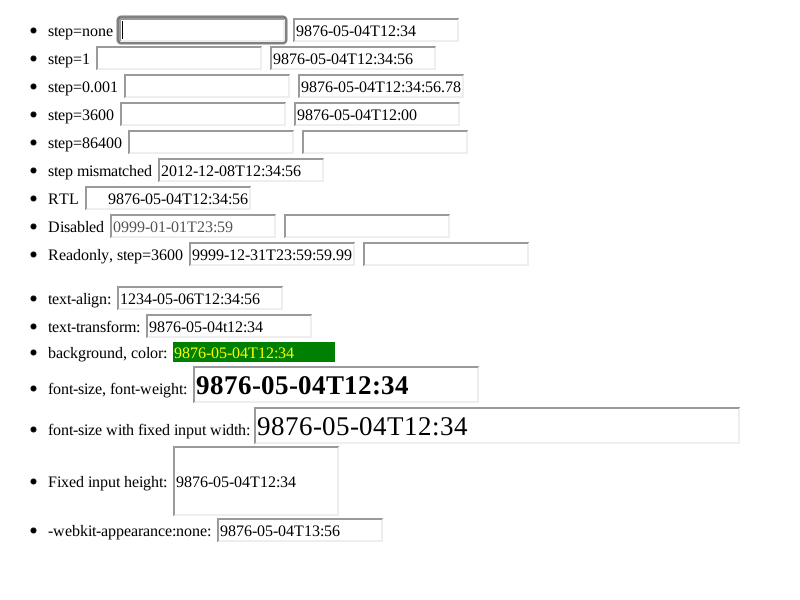 step=none 9876-05-04T12:34
step=1 9876-05-04T12:34:56
step=0.001 9876-05-04T12:34:56.78
step=3600 9876-05-04T12:00
step=86400
step mismatched 2012-12-08T12:34:56
RTL 9876-05-04T12:34:56
Disabled 0999-01-01T23:59
Readonly, step=3600 9999-12-31T23:59:59.99
text-align: 1234-05-06T12:34:56
text-transform: 9876-05-04t12:34
background, color: 9876-05-04T12:34
font-size, font-weight: 9876-05-04T12:34
font-size with fixed input width: 9876-05-04T12:34
Fixed input height: 9876-05-04T12:34
-webkit-appearance:none: 9876-05-04T13:56